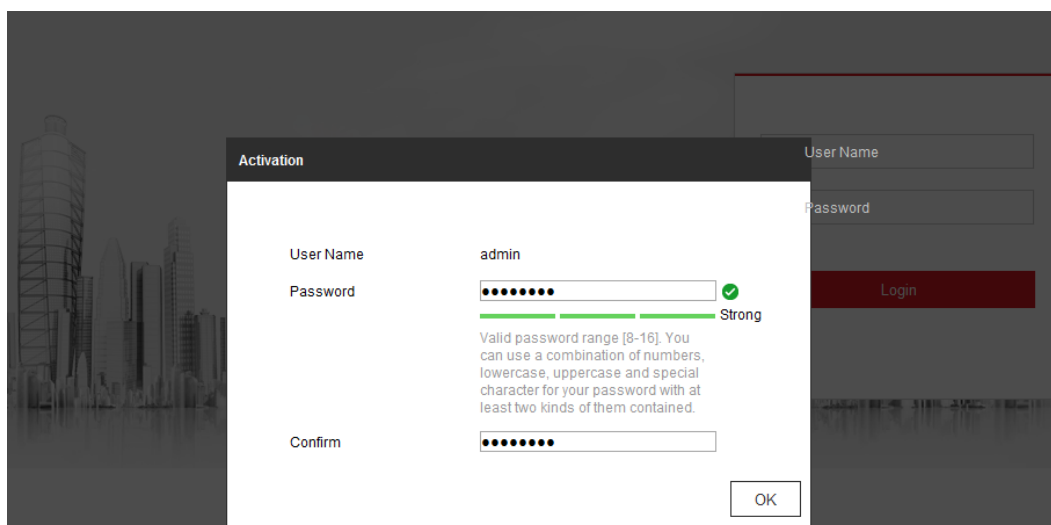 Activation
User Name
Password
Login
User Name admin
Password ●●●●●●●●
Strong
Valid password range [8-16]. You
can use a combination of numbers,
lowercase, uppercase and special
character for your password with at
least two kinds of them contained.
Confirm ●●●●●●●●
OK